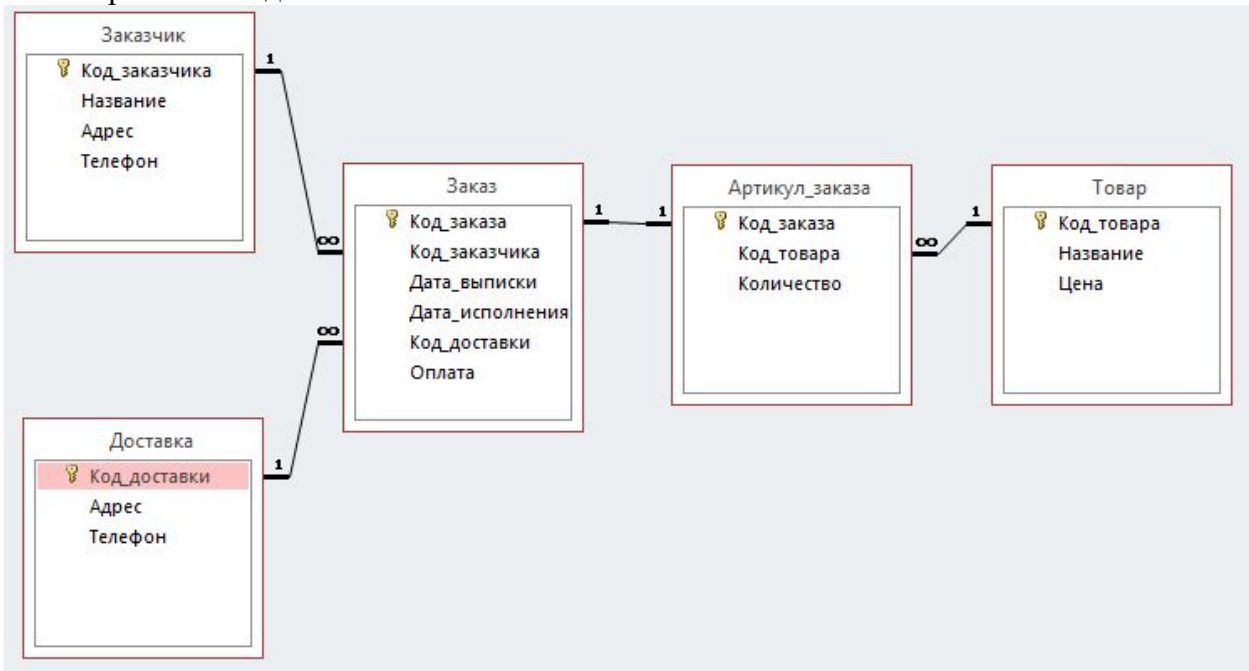 Заказчик
Код_заказчика
Название
Адрес
Телефон
1
∞
Заказ
Код_заказа
Код_заказчика
Дата_выписки
Дата_исполнения
Код_доставки
Оплата
1
1
Артикул_заказа
Код_заказа
Код_товара
Количество
∞
1
Товар
Код_товара
Название
Цена
∞
1
Доставка
Код_доставки
Адрес
Телефон